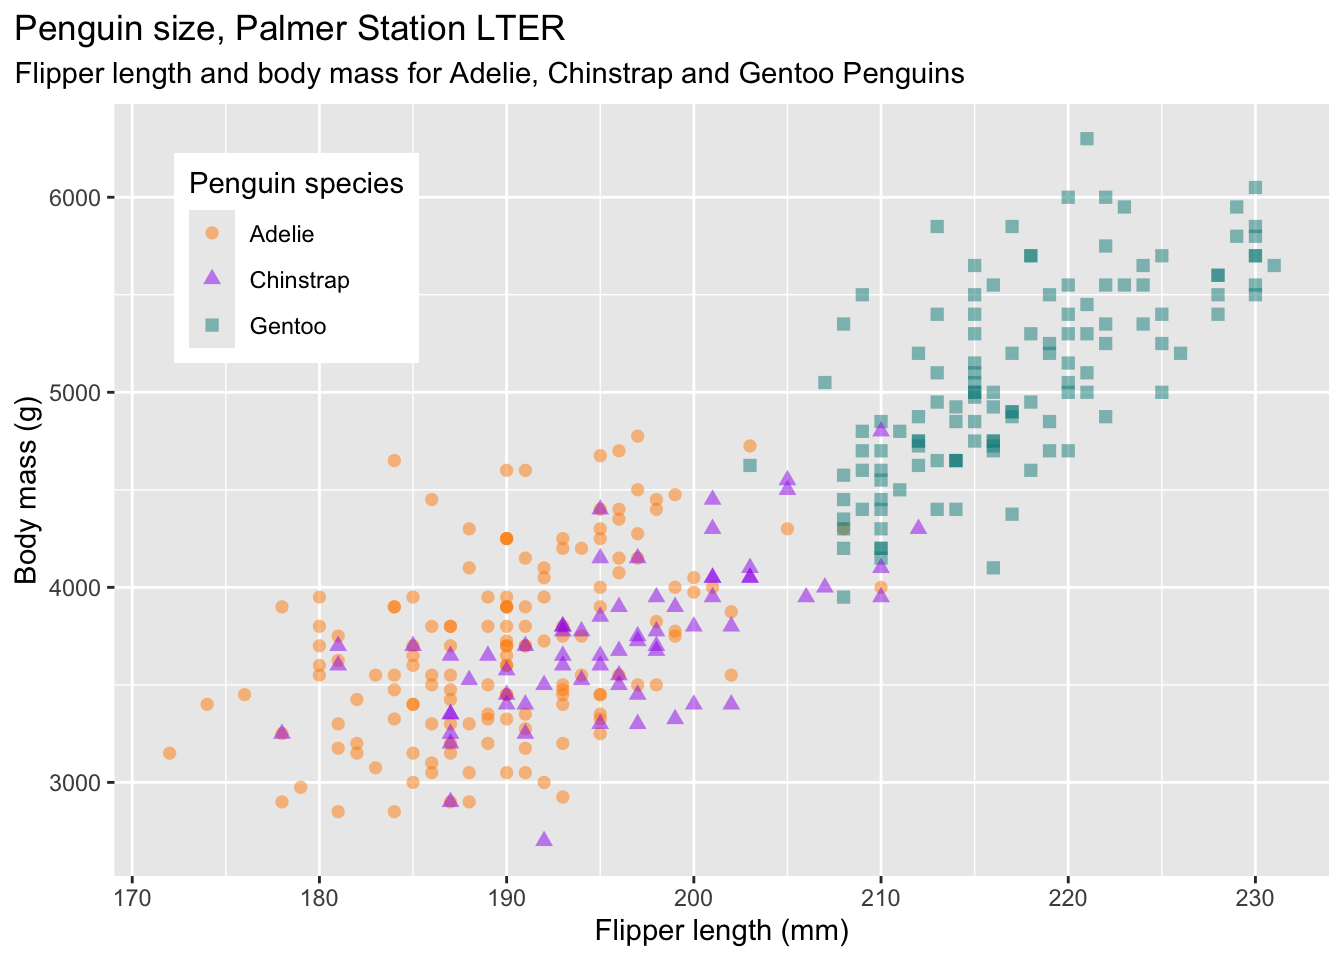 Penguin size, Palmer Station LTER
Flipper length and body mass for Adelie, Chinstrap and Gentoo Penguins
Penguin species
Adelie
Chinstrap
Gentoo
6000
5000
4000
3000
Body mass (g)
170 180 190 200 210 220 230
Flipper length (mm)